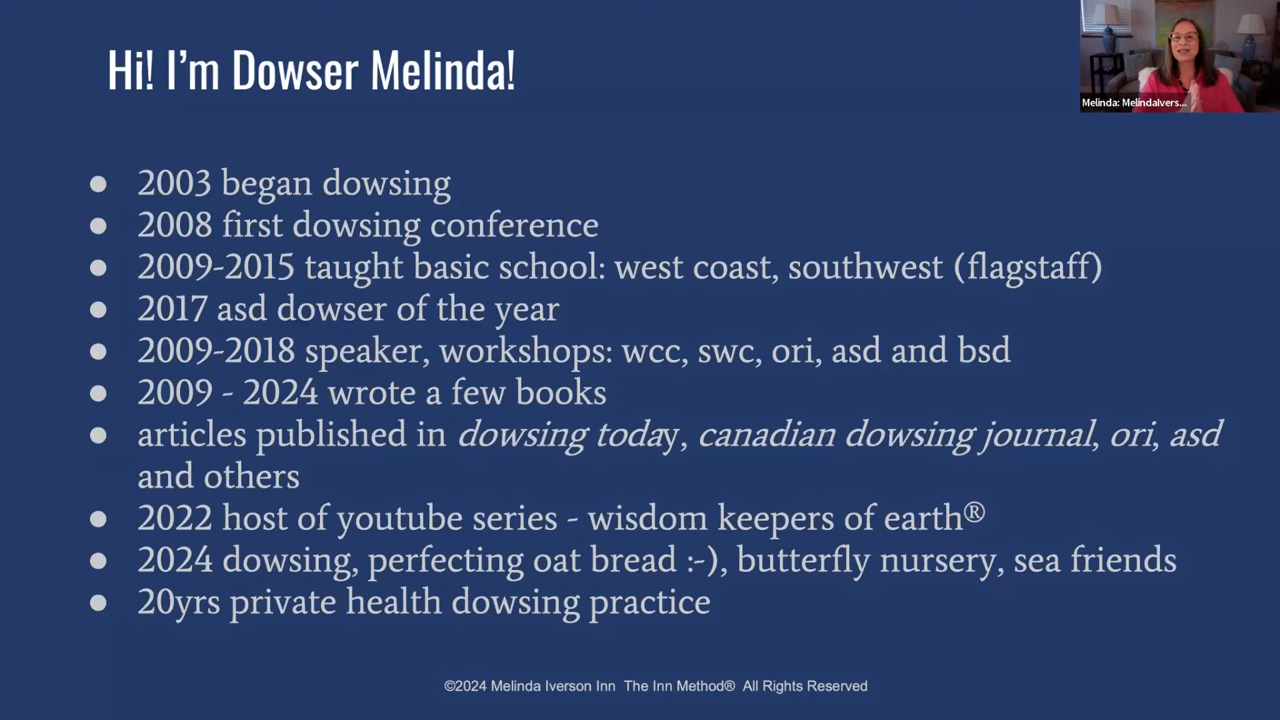 Hi! I'm Dowser Melinda!
Melinda: MelindaIvers...
● 2003 began dowsing
● 2008 first dowsing conference
● 2009-2015 taught basic school: west coast, southwest (flagstaff)
● 2017 asd dowser of the year
● 2009-2018 speaker, workshops: wcc, swc, ori, asd and bsd
● 2009 - 2024 wrote a few books
● articles published in dowsing today, canadian dowsing journal, ori, asd
and others
● 2022 host of youtube series - wisdom keepers of earth®
● 2024 dowsing, perfecting oat bread :-), butterfly nursery, sea friends
● 20yrs private health dowsing practice
©2024 Melinda Iverson Inn The Inn Method® All Rights Reserved